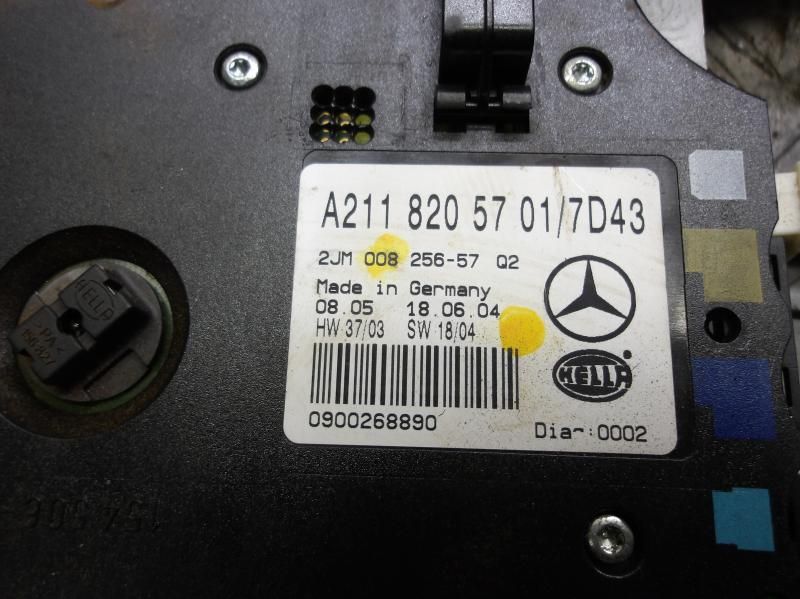 A211 820 57 01/7D43
2JM 008 256-57 Q2
Made in Germany
08.05 18.06.04
HW 37/03 SW 18/04
HELLA
0900268890
Dia :0002
HELLA